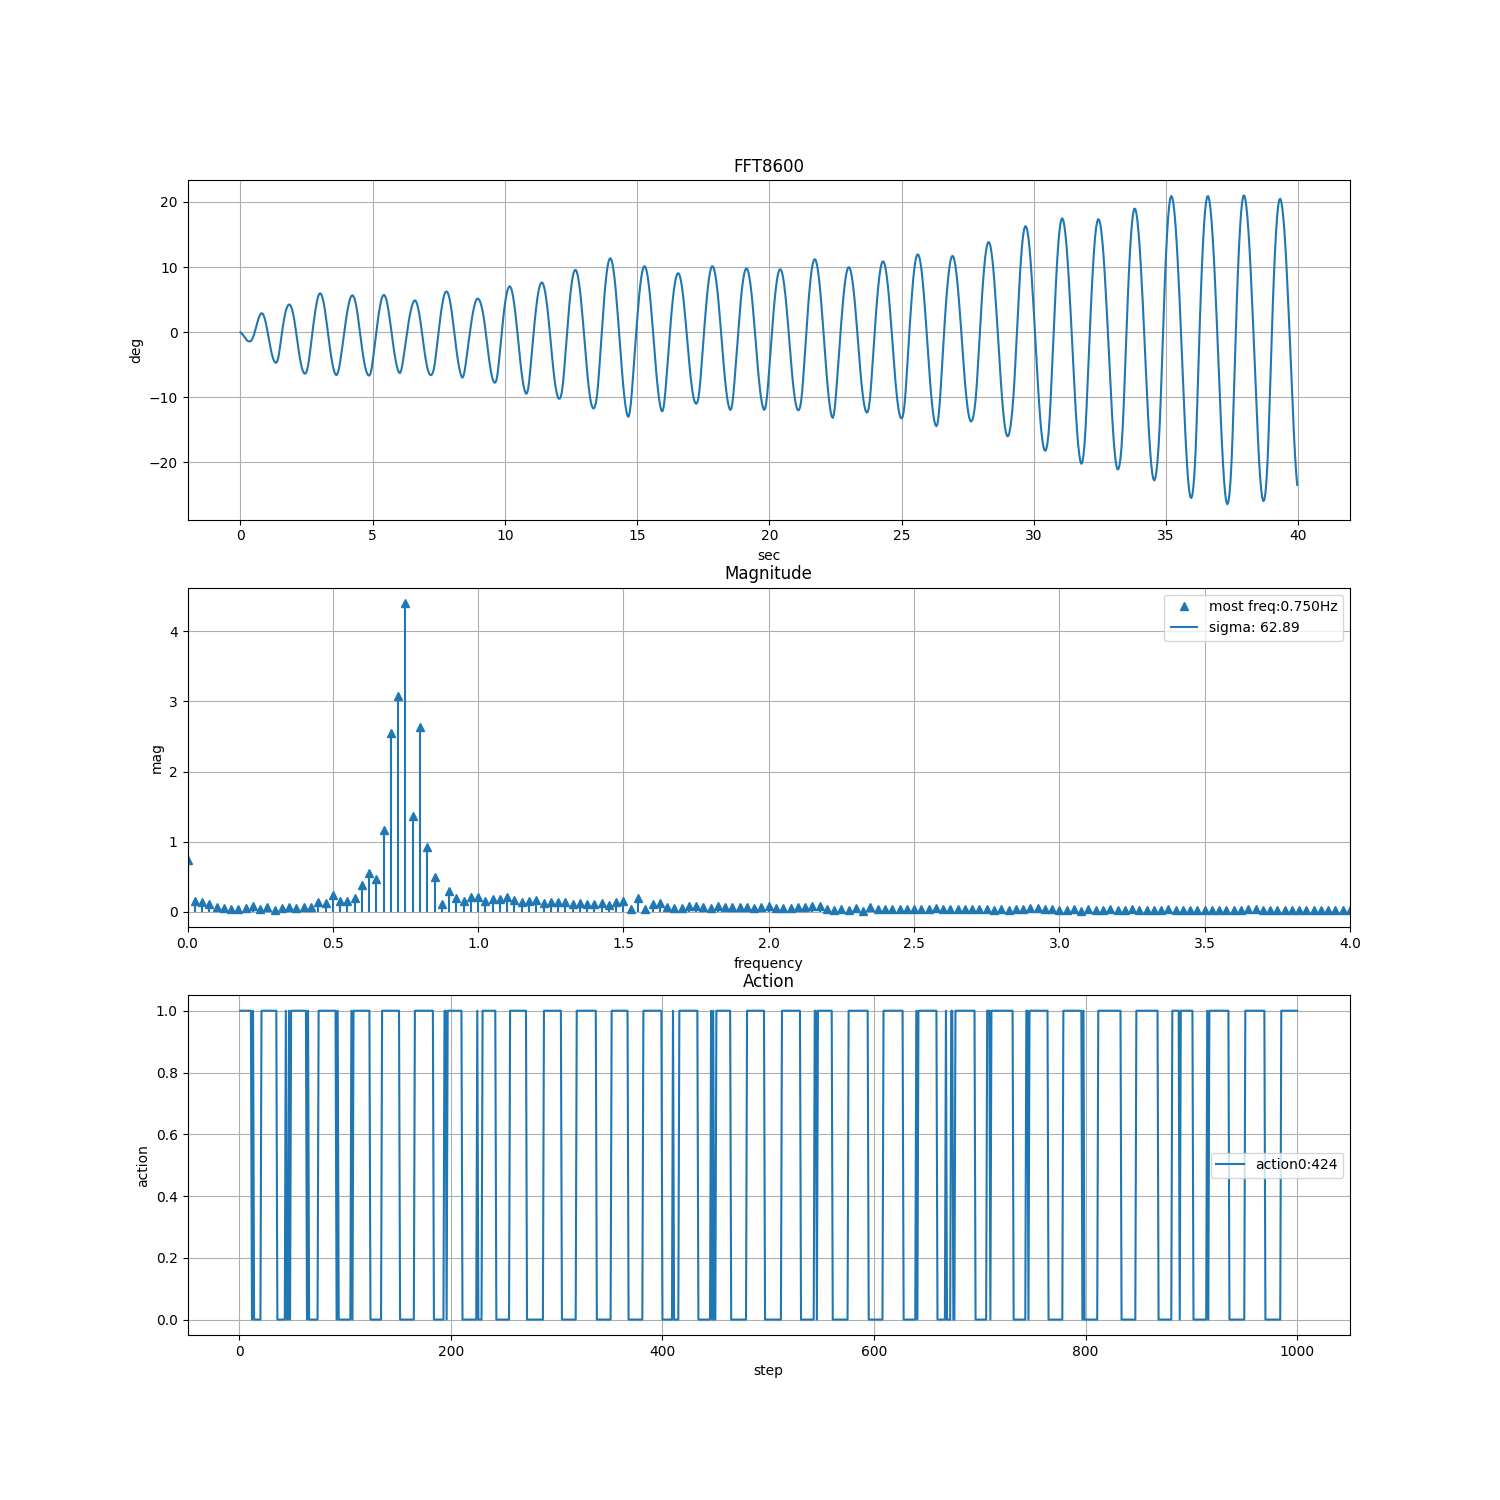 FFT8600
20
10
0
−10
−20
deg
0 5 10 15 20 25 30 35 40
sec
Magnitude
most freq:0.750Hz
sigma: 62.89
4
3
2
1
0
mag
0.0 0.5 1.0 1.5 2.0 2.5 3.0 3.5 4.0
frequency
Action
1.0
0.8
0.6
0.4
0.2
0.0
action
action0:424
0 200 400 600 800 1000
step